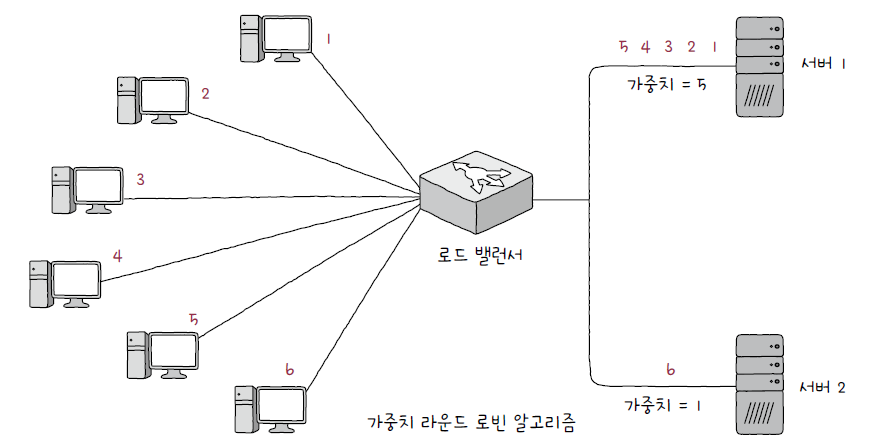 1
2
3
4
5
6
로드 밸런서
5 4 3 2 1
가중치 = 5
서버 1
6
가중치 = 1
서버 2
가중치 라운드 로빈 알고리즘